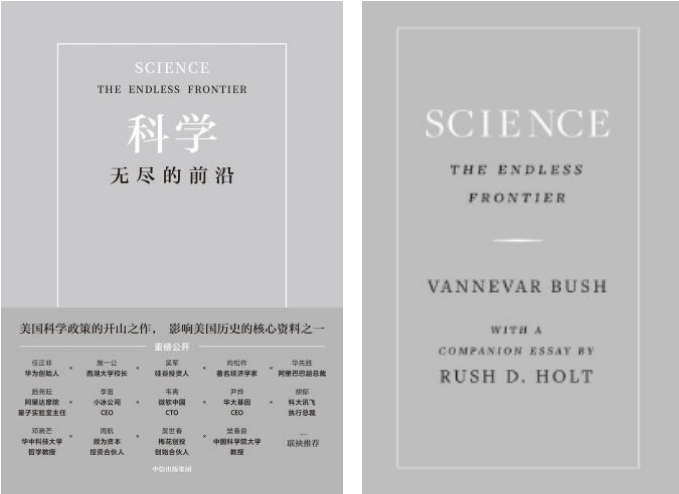 SCIENCE
THE ENDLESS FRONTIER
科学
无尽的前沿
美国科学政策的开山之作， 影响美国历史的核心资料之一
重磅公开
任正非
华为创始人
施一公
西湖大学校长
吴军
硅谷投资人
向松祚
著名经济学家
华先胜
阿里巴巴副总裁
施尧耘
阿里达摩院
量子实验室主任
李笛
小冰公司
CEO
韦青
微软中国
CTO
尹烨
华大基因
CEO
胡郁
科大讯飞
执行总裁
邓晓芒
华中科技大学
哲学教授
周航
顺为资本
投资合伙人
吴世春
梅花创投
创始合伙人
樊春良
中国科学院大学
教授
联袂推荐
中信出版集团
SCIENCE
THE ENDLESS
FRONTIER
VANNEVAR BUSH
WITH A
COMPANION ESSAY BY
RUSH D. HOLT